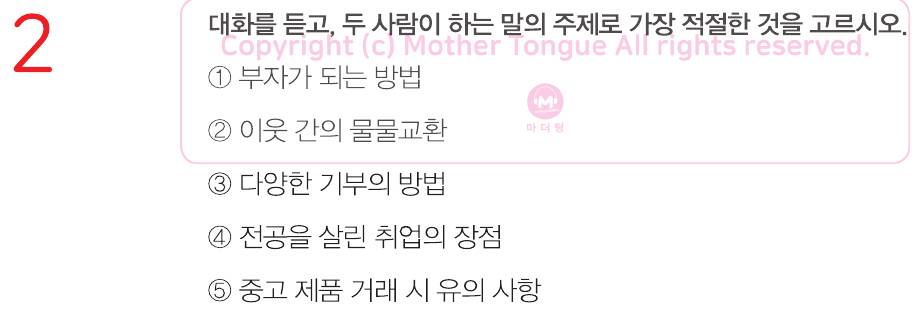 2
대화를 듣고, 두 사람이 하는 말의 주제로 가장 적절한 것을 고르시오.
Copyright (c) Mother Tongue All rights reserved.
① 부자가 되는 방법
M
마더텅
② 이웃 간의 물물교환
③ 다양한 기부의 방법
④ 전공을 살린 취업의 장점
⑤ 중고 제품 거래 시 유의 사항